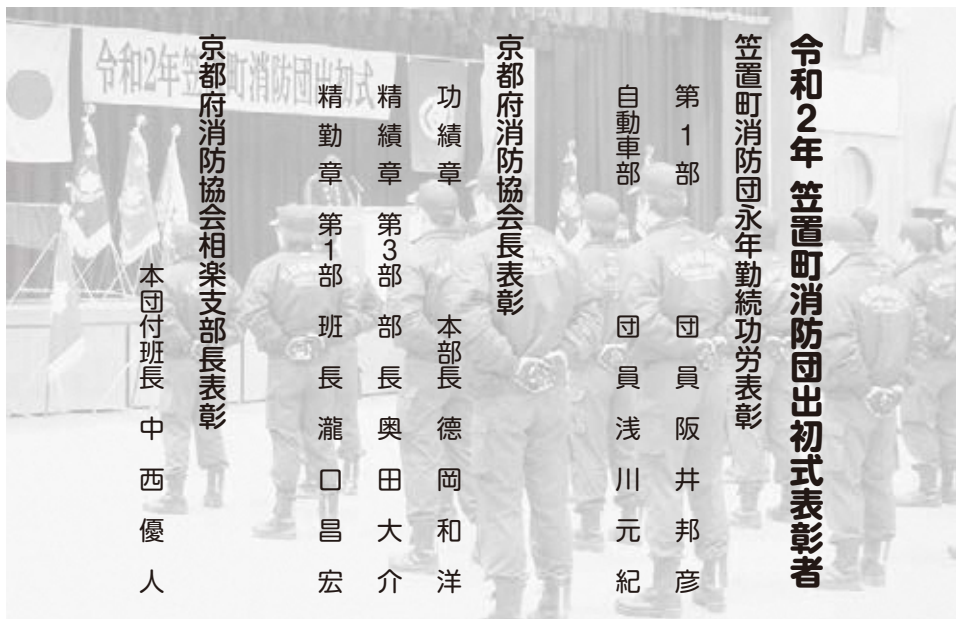 令和2年 笠置町消防団出初式表彰者
笠置町消防団永年勤続功労表彰
第1部 団員 阪井邦彦
自動車部 団員 浅川元紀
京都府消防協会長表彰
功績章 本部長 德岡和洋
精績章 第3部 部長 奥田大介
精勤章 第1部 班長 瀧口昌宏
京都府消防協会相楽支部長表彰
本団付班長 中西優人
令和2年笠置町消防団出初式